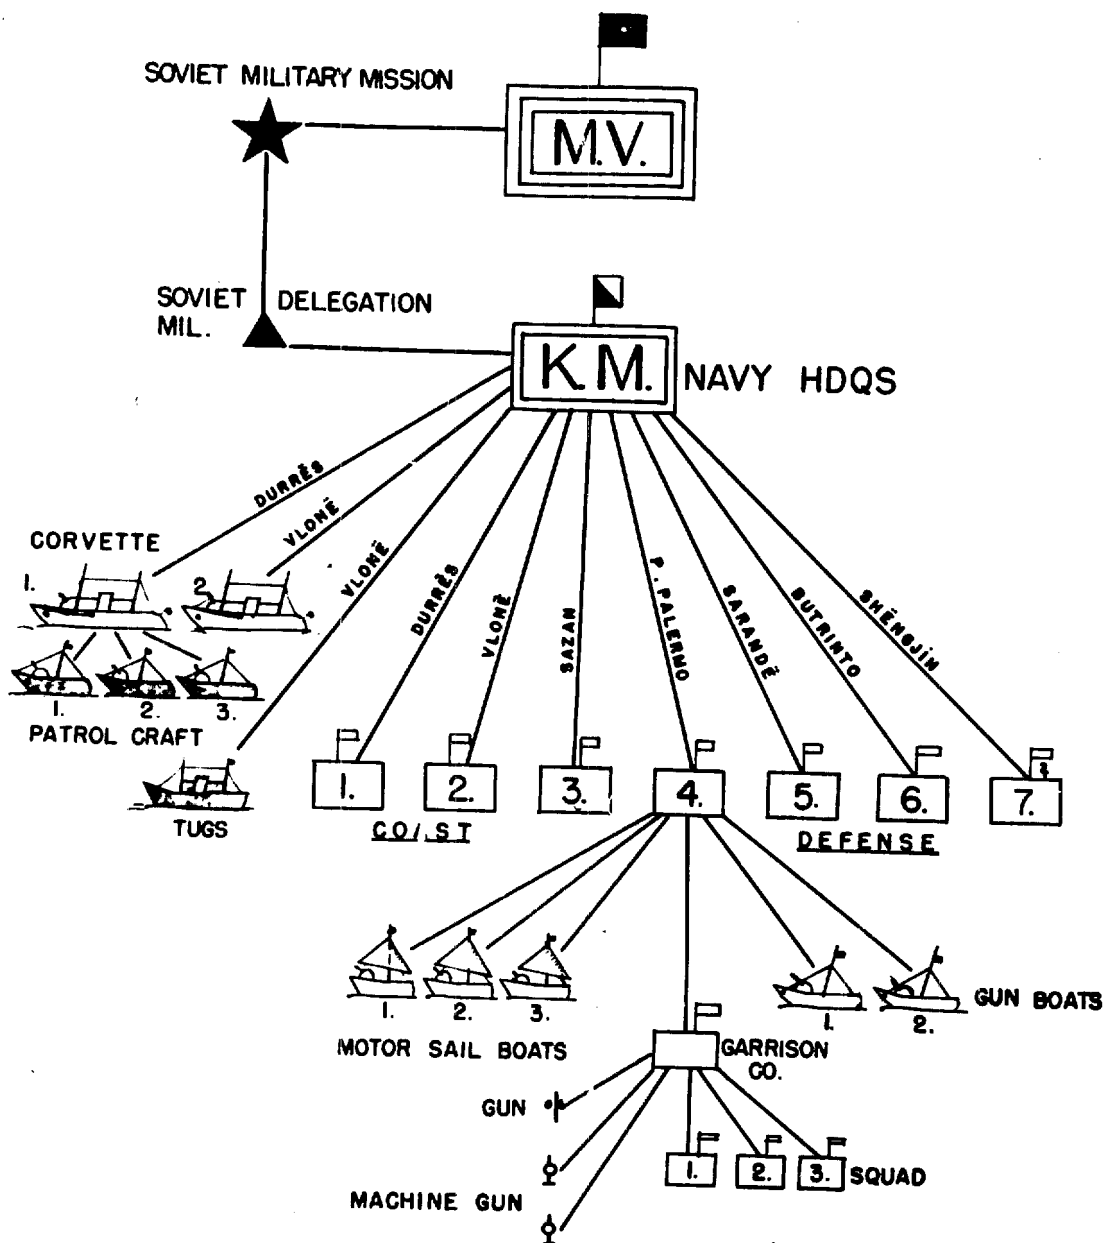 SOVIET MILITARY MISSION
M.V.
SOVIET DELEGATION
MIL.
K.M.
NAVY HDQS
DURRËS
VLONË
VLONË
DURRËS
VLONË
SAZAN
P. PALERMO
SARANDË
BUTRINTO
SHËNGJIN
CORVETTE
1.
2.
1. 2. 3.
PATROL CRAFT
TUGS
1. 2. 3. 4. 5. 6. 7.
DEFENSE
1. 2. 3.
MOTOR SAIL BOATS
1. 2.
GUN BOATS
GARRISON
CO.
GUN
1. 2. 3. SQUAD
MACHINE GUN